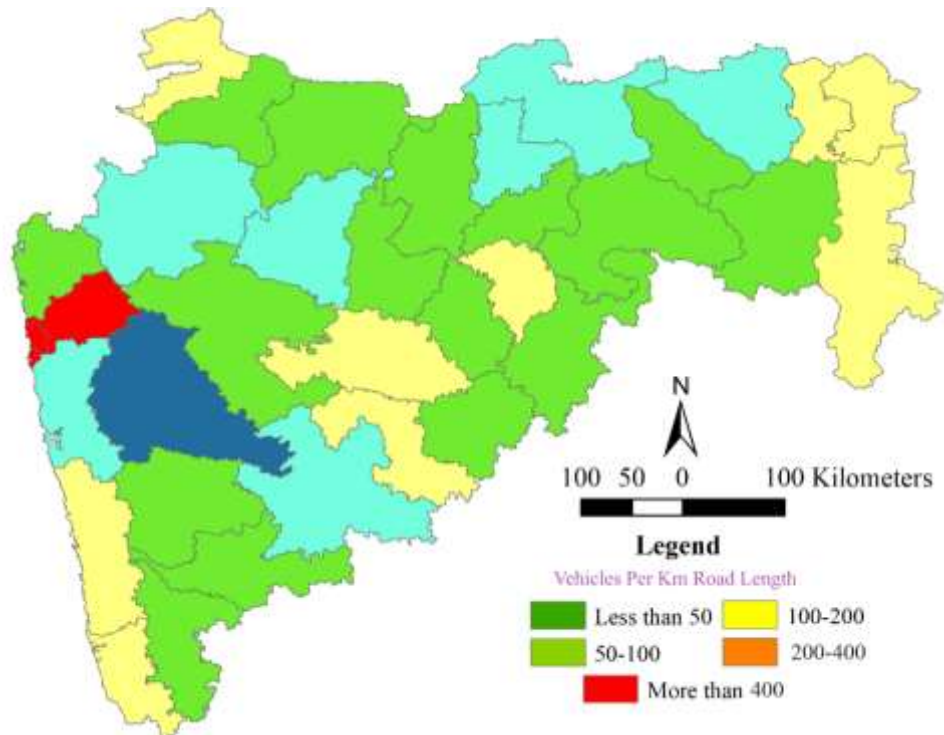 N
100 50 0 100 Kilometers
Legend
Vehicles Per Km Road Length
Less than 50 100-200
50-100 200-400
More than 400